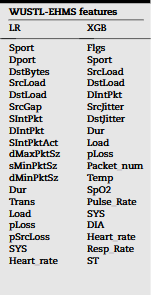 WUSTL-EHMS features
LR XGB
Sport Flgs
Dport Sport
DstBytes SrcLoad
SrcLoad DstLoad
DstLoad DIntPkt
SrcGap SrcJitter
SIntPkt DstJitter
DIntPkt Dur
SIntPktAct Load
dMaxPktSz pLoss
sMinPktSz Packet_num
dMinPktSz Temp
Dur SpO2
Trans Pulse_Rate
Load SYS
pLoss DIA
pSrcLoss Heart_rate
SYS Resp_Rate
Heart_rate ST